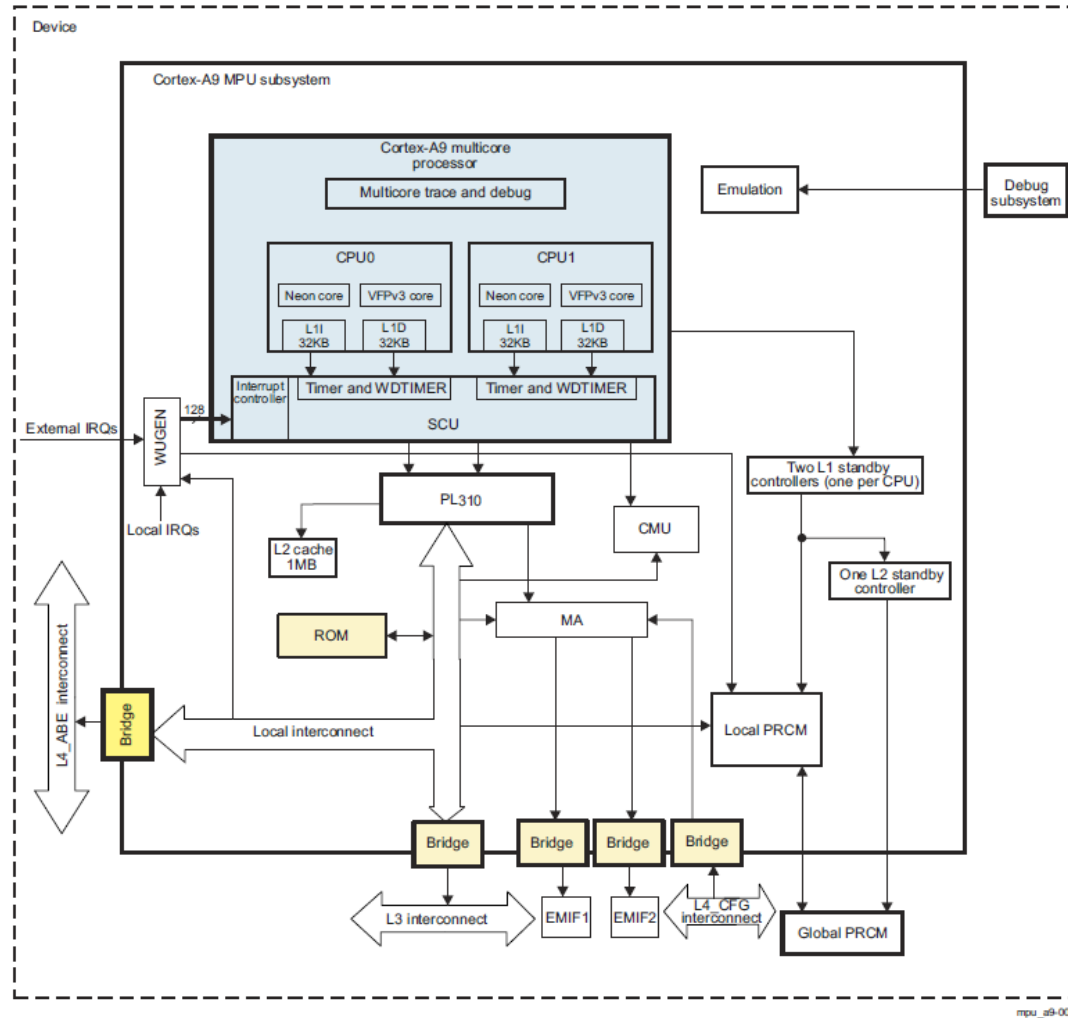 Device
Cortex-A9 MPU subsystem
Cortex-A9 multicore
processor
Multicore trace and debug
Emulation
Debug
subsystem
CPU0
CPU1
Neon core
VFPv3 core
Neon core
VFPv3 core
L1I
32KB
L1D
32KB
L1I
32KB
L1D
32KB
Interrupt
controller
Timer and WDTIMER
Timer and WDTIMER
SCU
128
External IRQs
WUGEN
Local IRQs
Two L1 standby
controllers (one per CPU)
PL310
CMU
L2 cache
1MB
One L2 standby
controller
MA
ROM
L4_ABE interconnect
Bridge
Local interconnect
Local PRCM
Bridge
Bridge
Bridge
Bridge
L3 interconnect
EMIF1
EMIF2
L4_CFG
interconnect
Global PRCM
mpu_a9-00